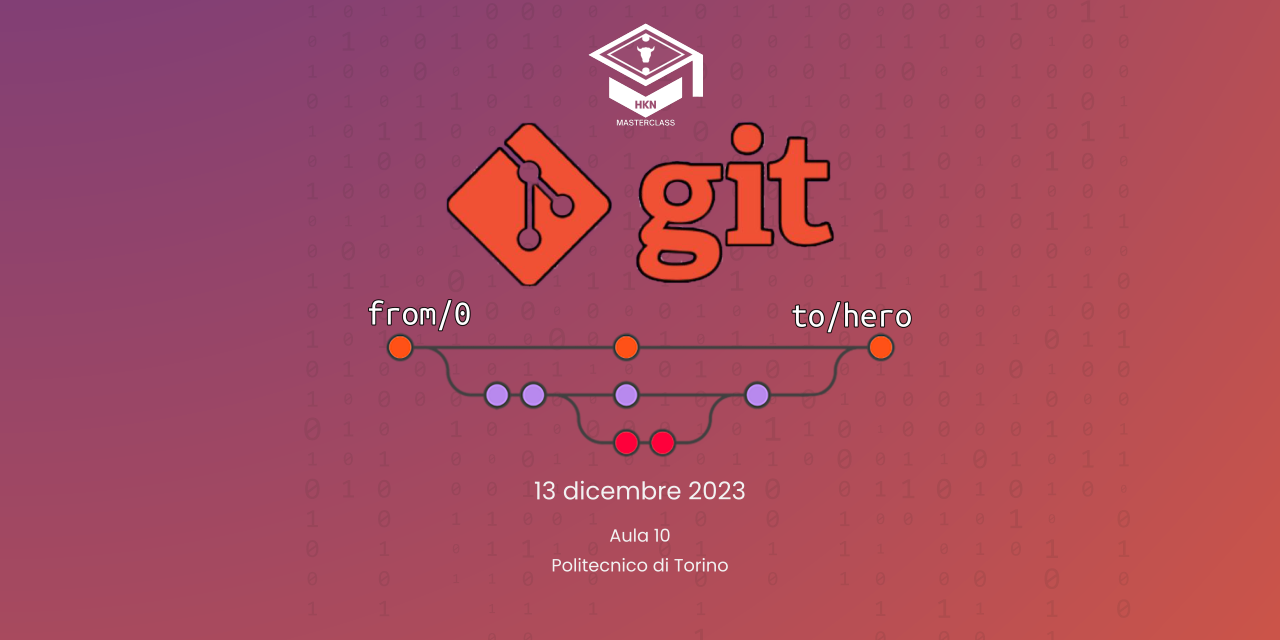 HKN
MASTERCLASS
git
from/0
to/hero
13 dicembre 2023
Aula 10
Politecnico di Torino